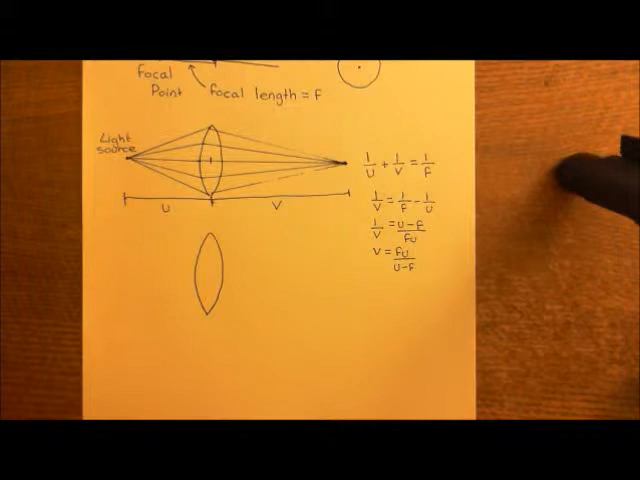 Focal
Point
focal length = F
Light
source
U
V
1/U + 1/V = 1/F
1/V = 1/F - 1/U
1/V = U-F/FU
V = FU/U-F